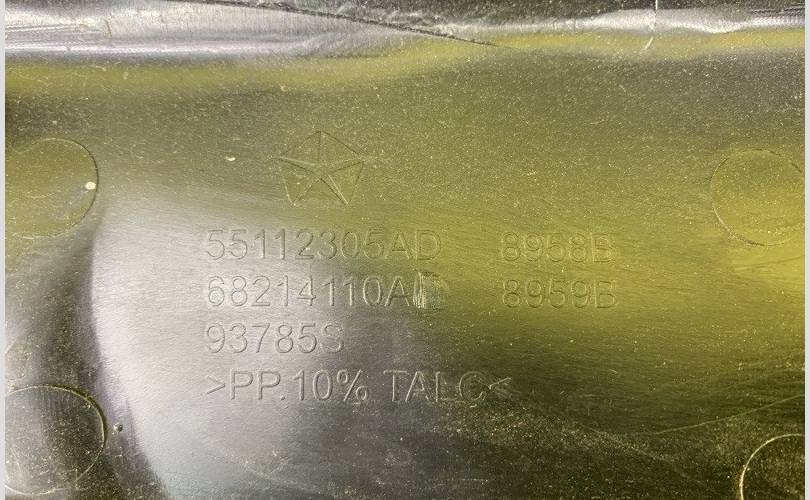 55112305AD 8958B
68214110A 8959B
93785S
>PP.10% TALC<